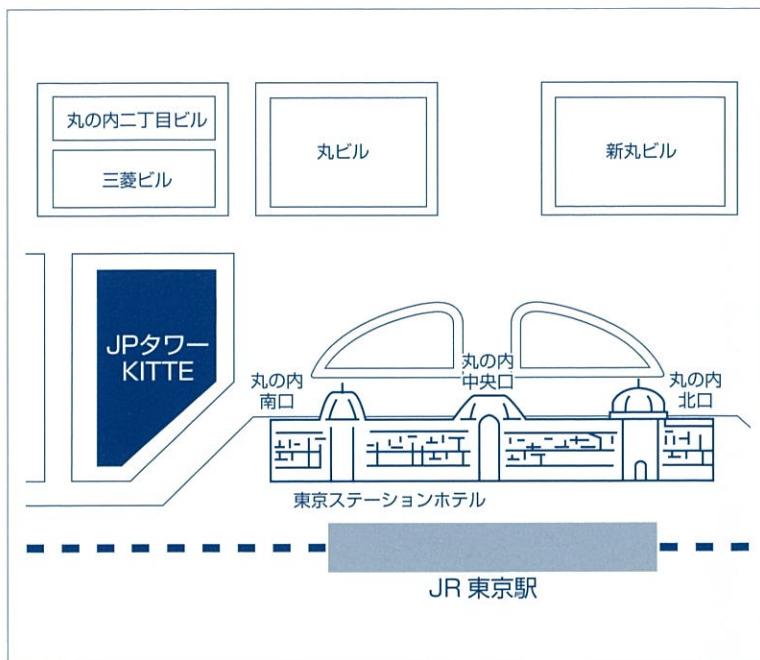 丸の内二丁目ビル
三菱ビル
丸ビル
新丸ビル
JPタワー
KITTE
丸の内
南口
丸の内
中央口
丸の内
北口
東京ステーションホテル
JR 東京駅